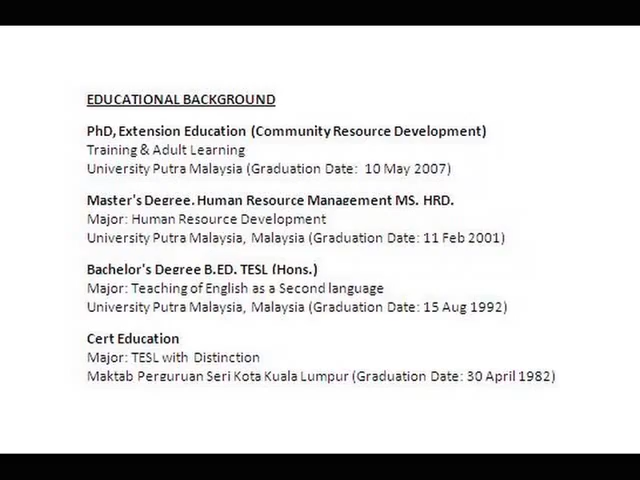 EDUCATIONAL BACKGROUND
PhD, Extension Education (Community Resource Development)
Training & Adult Learning
University Putra Malaysia (Graduation Date: 10 May 2007)
Master's Degree, Human Resource Management MS. HRD.
Major: Human Resource Development
University Putra Malaysia, Malaysia (Graduation Date: 11 Feb 2001)
Bachelor's Degree B.ED. TESL (Hons.)
Major: Teaching of English as a Second language
University Putra Malaysia, Malaysia (Graduation Date: 15 Aug 1992)
Cert Education
Major: TESL with Distinction
Maktab Perguruan Seri Kota Kuala Lumpur (Graduation Date: 30 April 1982)